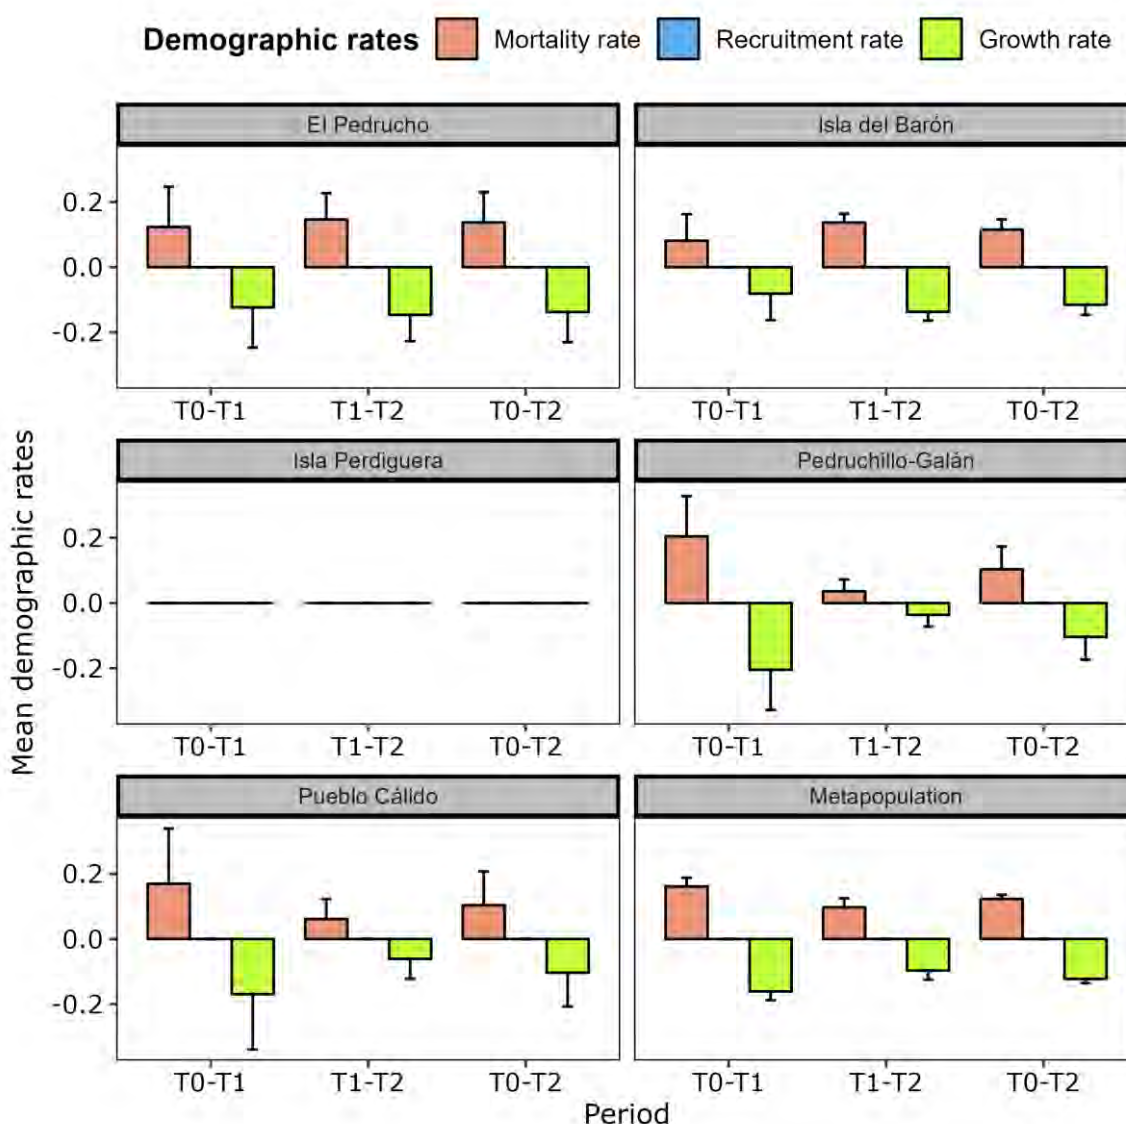 Demographic rates Mortality rate Recruitment rate Growth rate
El Pedrucho Isla del Barón
0.2
0.0
-0.2
T0-T1 T1-T2 T0-T2 T0-T1 T1-T2 T0-T2
Isla Perdiguera Pedruchillo-Galán
0.2
0.0
-0.2
T0-T1 T1-T2 T0-T2 T0-T1 T1-T2 T0-T2
Pueblo Cálido Metapopulation
0.2
0.0
-0.2
T0-T1 T1-T2 T0-T2 T0-T1 T1-T2 T0-T2
Mean demographic rates
Period